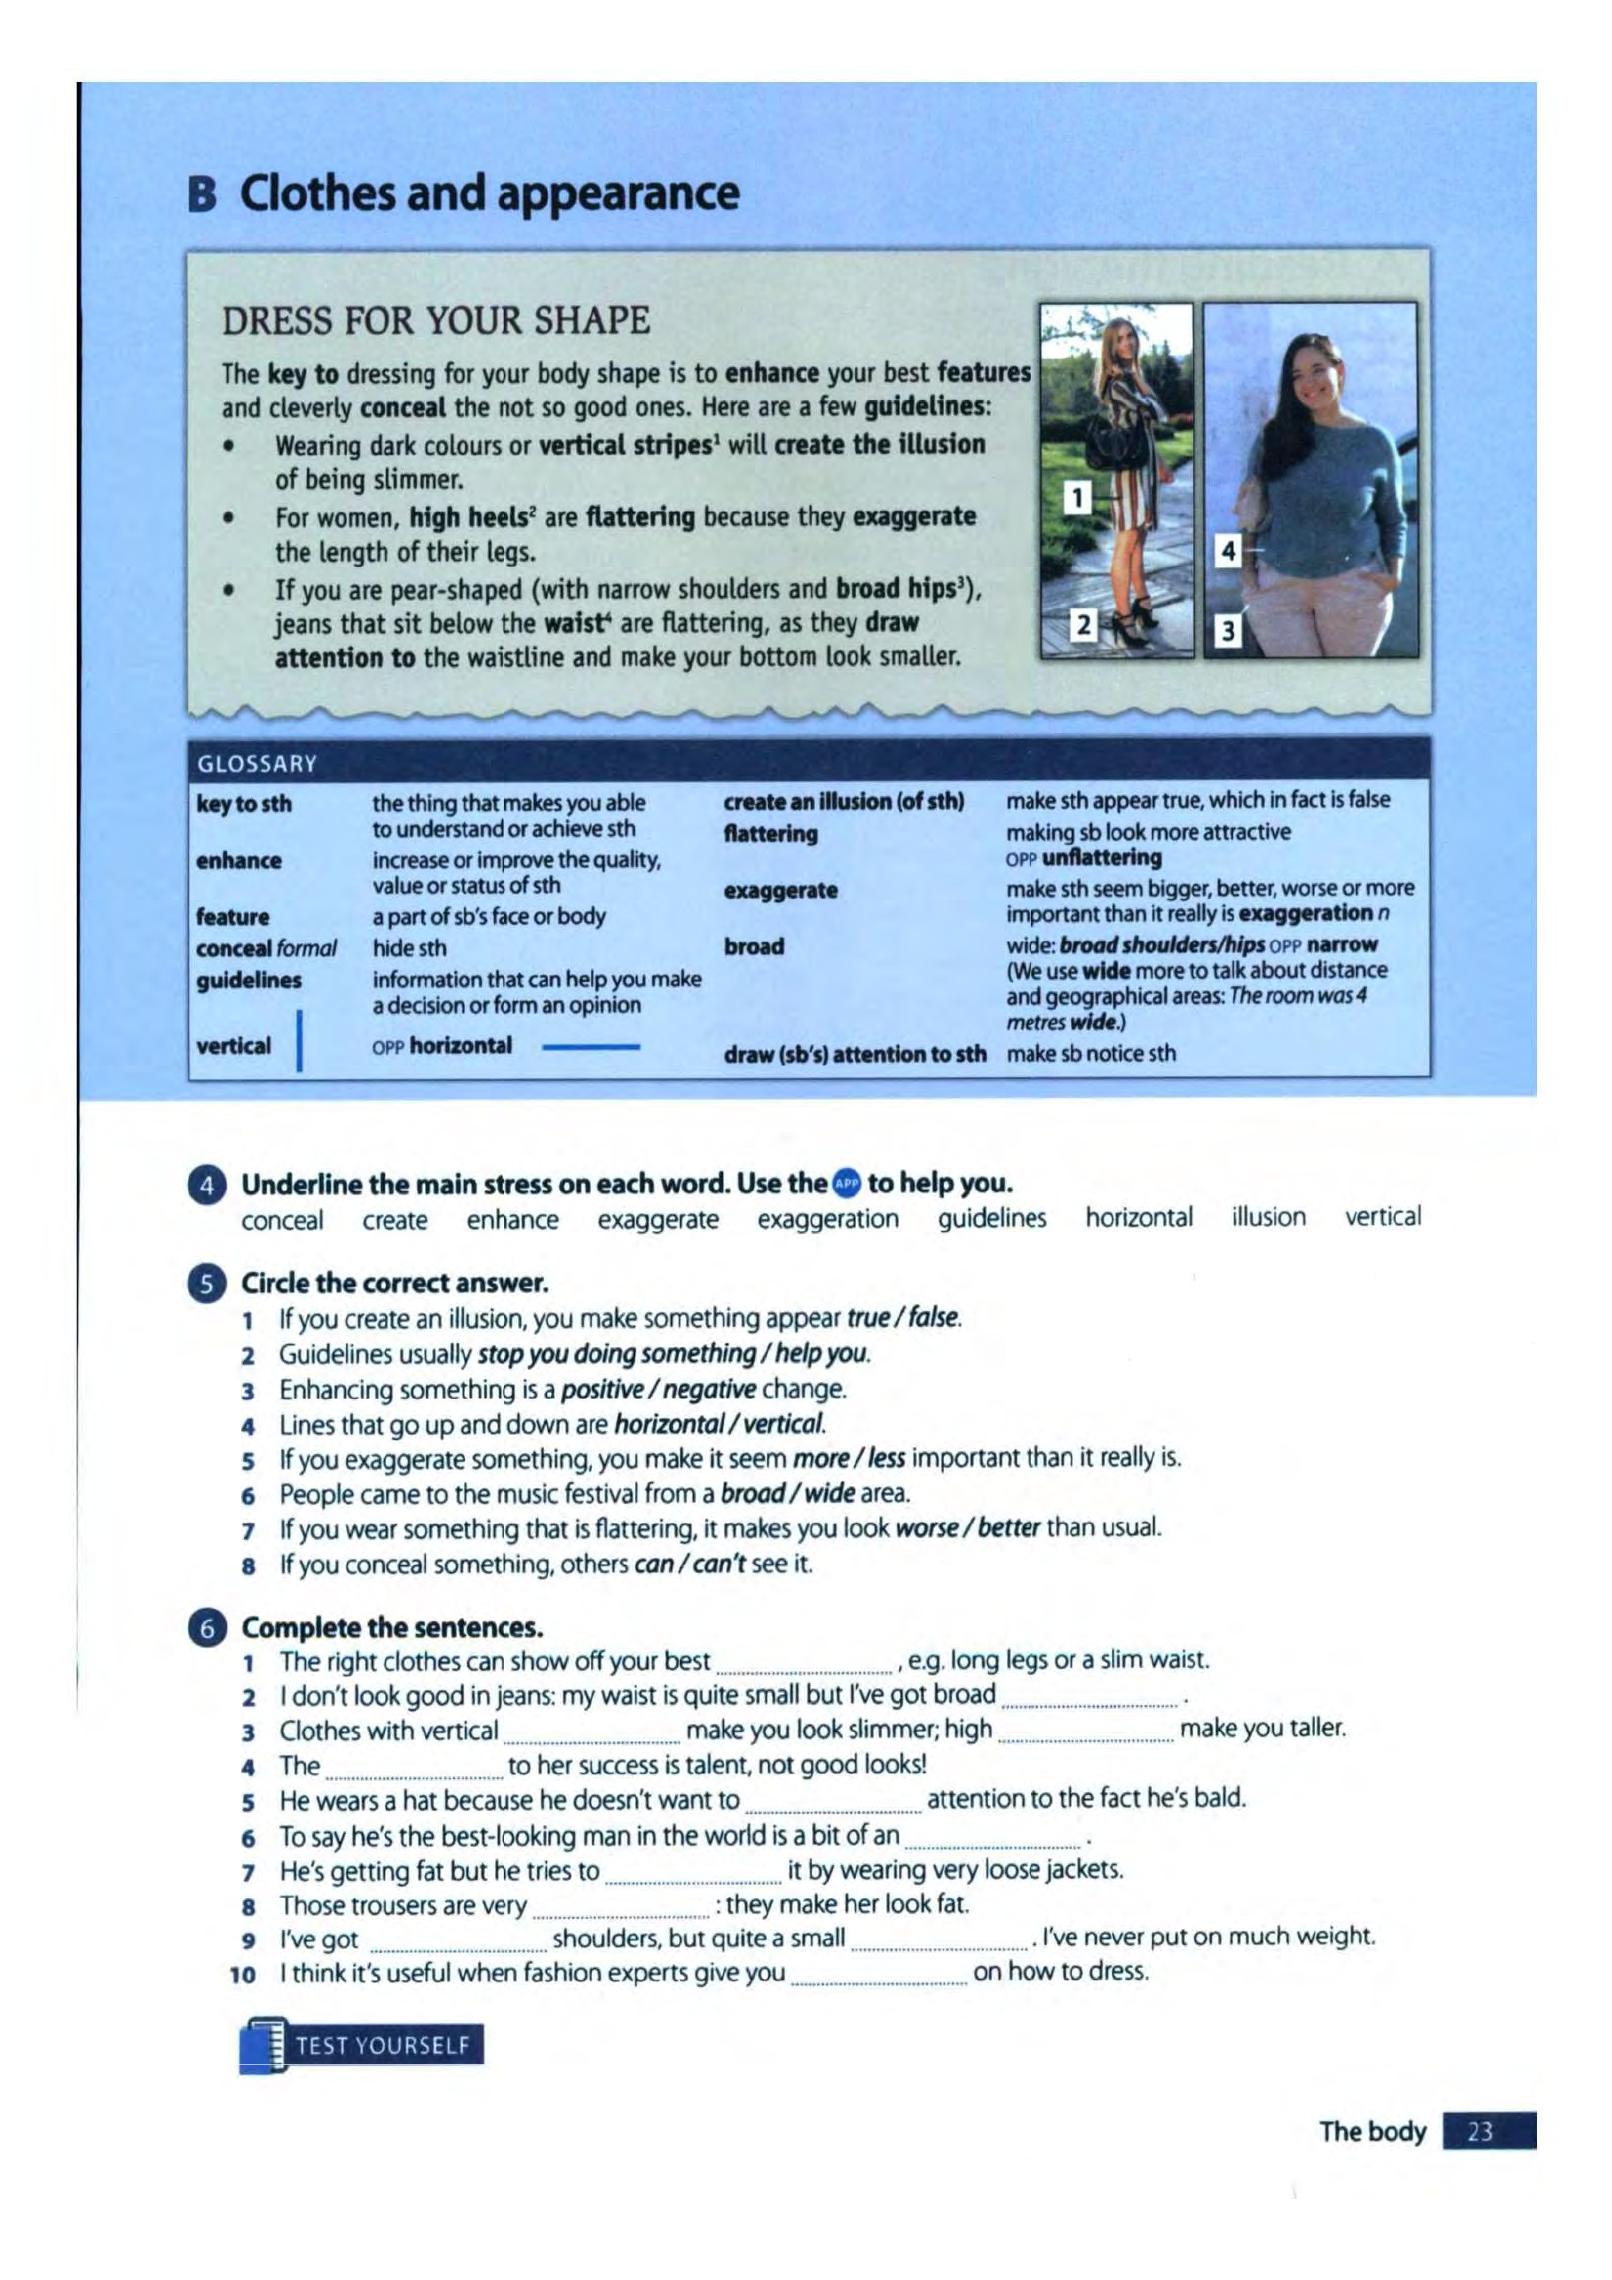 B Clothes and appearance
DRESS FOR YOUR SHAPE
The key to dressing for your body shape is to enhance your best features
and cleverly conceal the not so good ones. Here are a few guidelines:
• Wearing dark colours or vertical stripes¹ will create the illusion
of being slimmer.
• For women, high heels² are flattering because they exaggerate
the length of their legs.
• If you are pear-shaped (with narrow shoulders and broad hips³),
jeans that sit below the waist⁴ are flattering, as they draw
attention to the waistline and make your bottom look smaller.
1
2
4
3
GLOSSARY
key to sth the thing that makes you able
to understand or achieve sth
enhance increase or improve the quality,
value or status of sth
feature a part of sb's face or body
conceal formal hide sth
guidelines information that can help you make
a decision or form an opinion
vertical OPP horizontal
create an illusion (of sth) make sth appear true, which in fact is false
flattering making sb look more attractive
OPP unflattering
exaggerate make sth seem bigger, better, worse or more
important than it really is exaggeration n
broad wide: broad shoulders/hips OPP narrow
(We use wide more to talk about distance
and geographical areas: The room was 4
metres wide.)
draw (sb's) attention to sth make sb notice sth
4 Underline the main stress on each word. Use the APP to help you.
conceal create enhance exaggerate exaggeration guidelines horizontal illusion vertical
5 Circle the correct answer.
1 If you create an illusion, you make something appear true / false.
2 Guidelines usually stop you doing something / help you.
3 Enhancing something is a positive / negative change.
4 Lines that go up and down are horizontal / vertical.
5 If you exaggerate something, you make it seem more / less important than it really is.
6 People came to the music festival from a broad / wide area.
7 If you wear something that is flattering, it makes you look worse / better than usual.
8 If you conceal something, others can / can't see it.
6 Complete the sentences.
1 The right clothes can show off your best ............................ , e.g. long legs or a slim waist.
2 I don't look good in jeans: my waist is quite small but I've got broad ............................ .
3 Clothes with vertical ............................ make you look slimmer; high ............................ make you taller.
4 The ............................ to her success is talent, not good looks!
5 He wears a hat because he doesn't want to ............................ attention to the fact he's bald.
6 To say he's the best-looking man in the world is a bit of an ............................ .
7 He's getting fat but he tries to ............................ it by wearing very loose jackets.
8 Those trousers are very ............................ : they make her look fat.
9 I've got ............................ shoulders, but quite a small ............................ . I've never put on much weight.
10 I think it's useful when fashion experts give you ............................ on how to dress.
TEST YOURSELF
The body 23